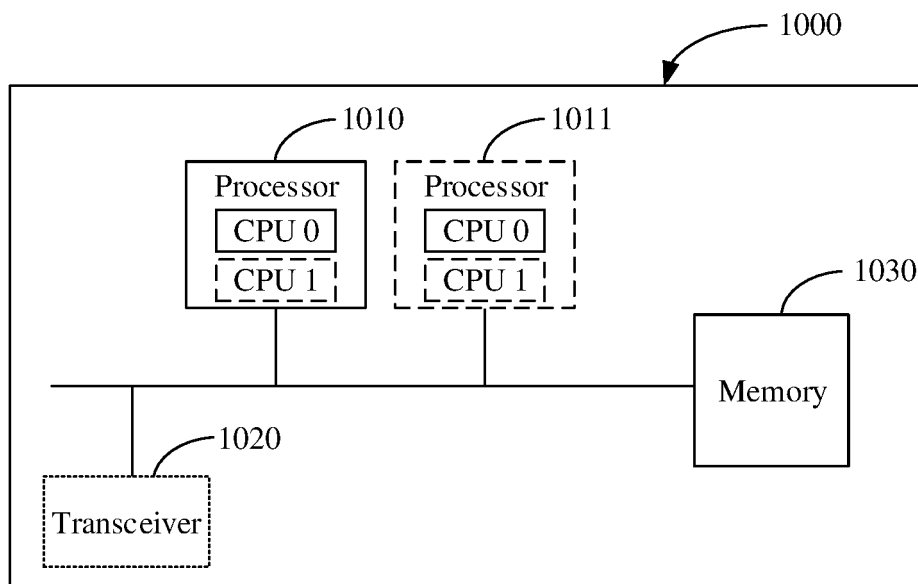 1000
1010
1011
Processor
CPU 0
CPU 1
Processor
CPU 0
CPU 1
1030
Memory
1020
Transceiver